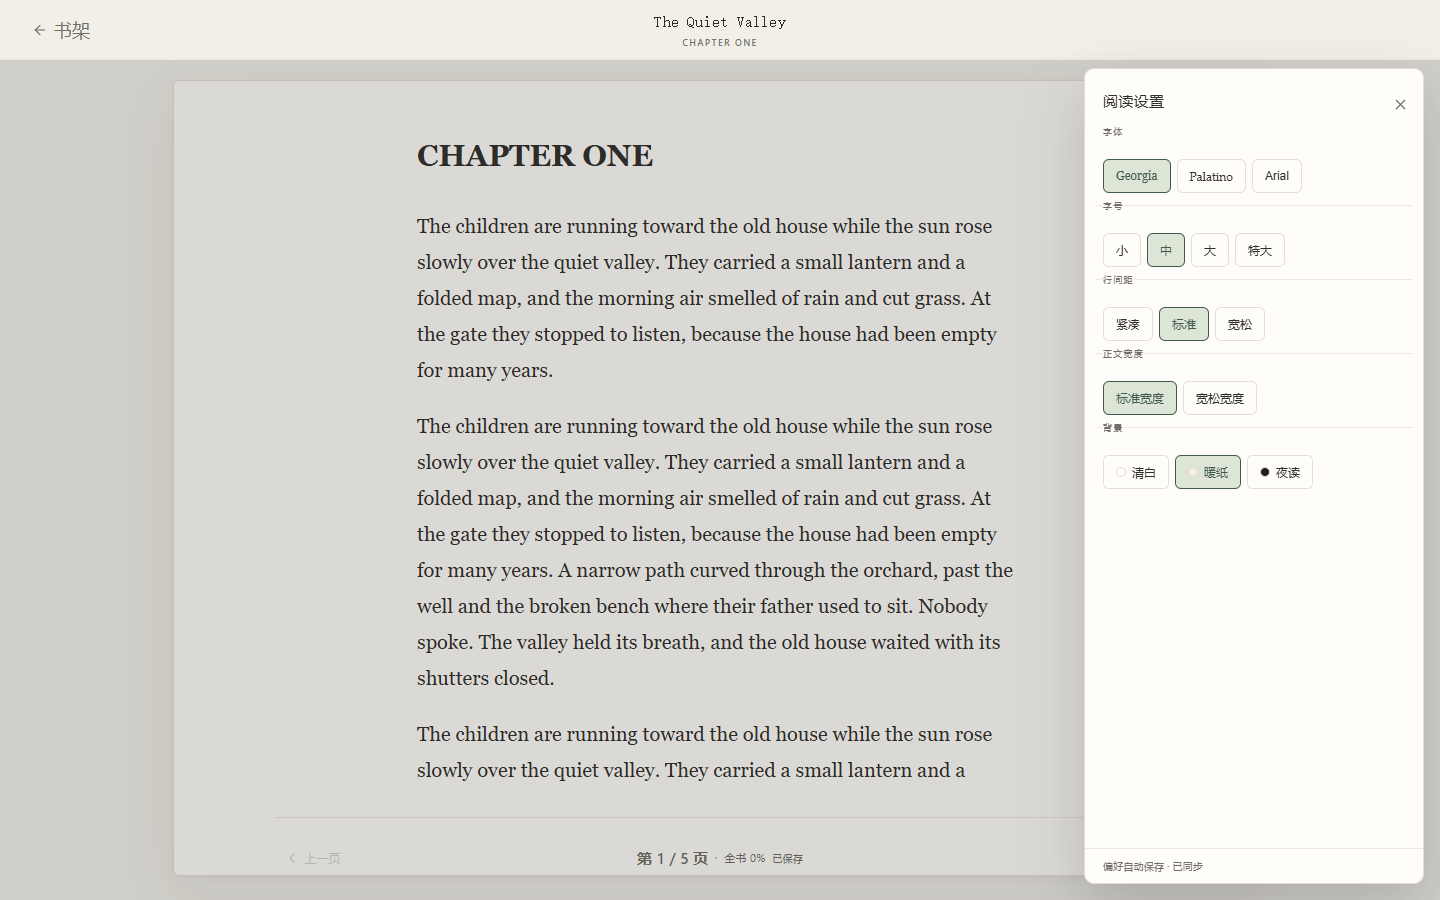 书架
The Quiet Valley
CHAPTER ONE
CHAPTER ONE
The children are running toward the old house while the sun rose
slowly over the quiet valley. They carried a small lantern and a
folded map, and the morning air smelled of rain and cut grass. At
the gate they stopped to listen, because the house had been empty
for many years.
The children are running toward the old house while the sun rose
slowly over the quiet valley. They carried a small lantern and a
folded map, and the morning air smelled of rain and cut grass. At
the gate they stopped to listen, because the house had been empty
for many years. A narrow path curved through the orchard, past the
well and the broken bench where their father used to sit. Nobody
spoke. The valley held its breath, and the old house waited with its
shutters closed.
The children are running toward the old house while the sun rose
slowly over the quiet valley. They carried a small lantern and a
上一页
第 1 / 5 页 · 全书 0% 已保存
阅读设置
字体
Georgia Palatino Arial
字号
小 中 大 特大
行间距
紧凑 标准 宽松
正文宽度
标准宽度 宽松宽度
背景
清白 暖纸 夜读
偏好自动保存 · 已同步